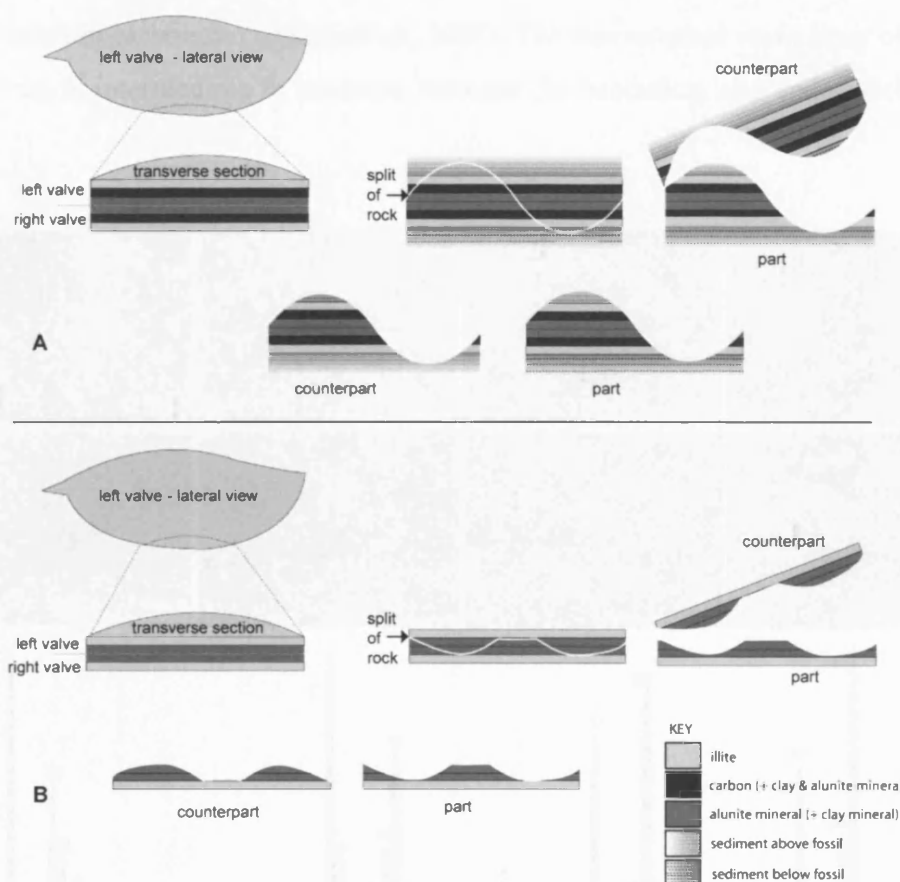 left valve - lateral view
counterpart
transverse section
left valve
right valve
split
of
rock
part
A
counterpart
part
left valve - lateral view
counterpart
transverse section
left valve
right valve
split
of
rock
part
KEY
illite
carbon (+ clay & alunite minera
alunite mineral (+ clay mineral)
sediment above fossil
sediment below fossil
B
counterpart
part